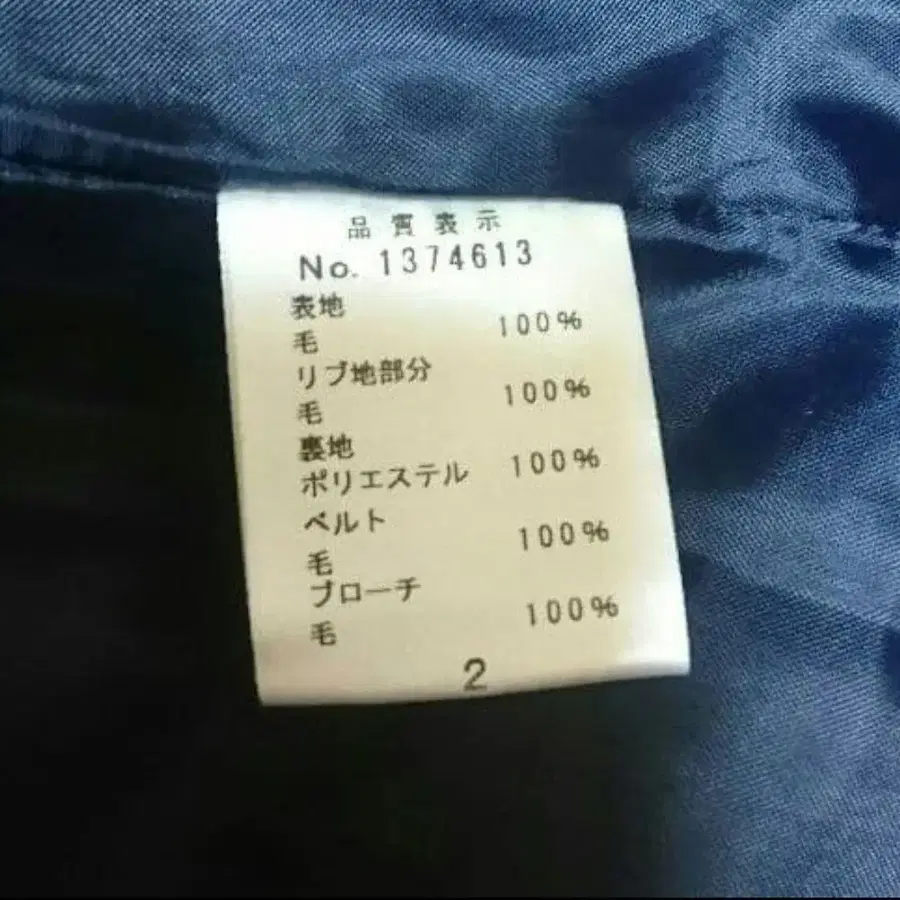 品質表示
No. 1374613
表地
毛 100%
リブ地部分
毛 100%
裏地
ポリエステル 100%
ベルト
毛 100%
ブローチ
毛 100%
2